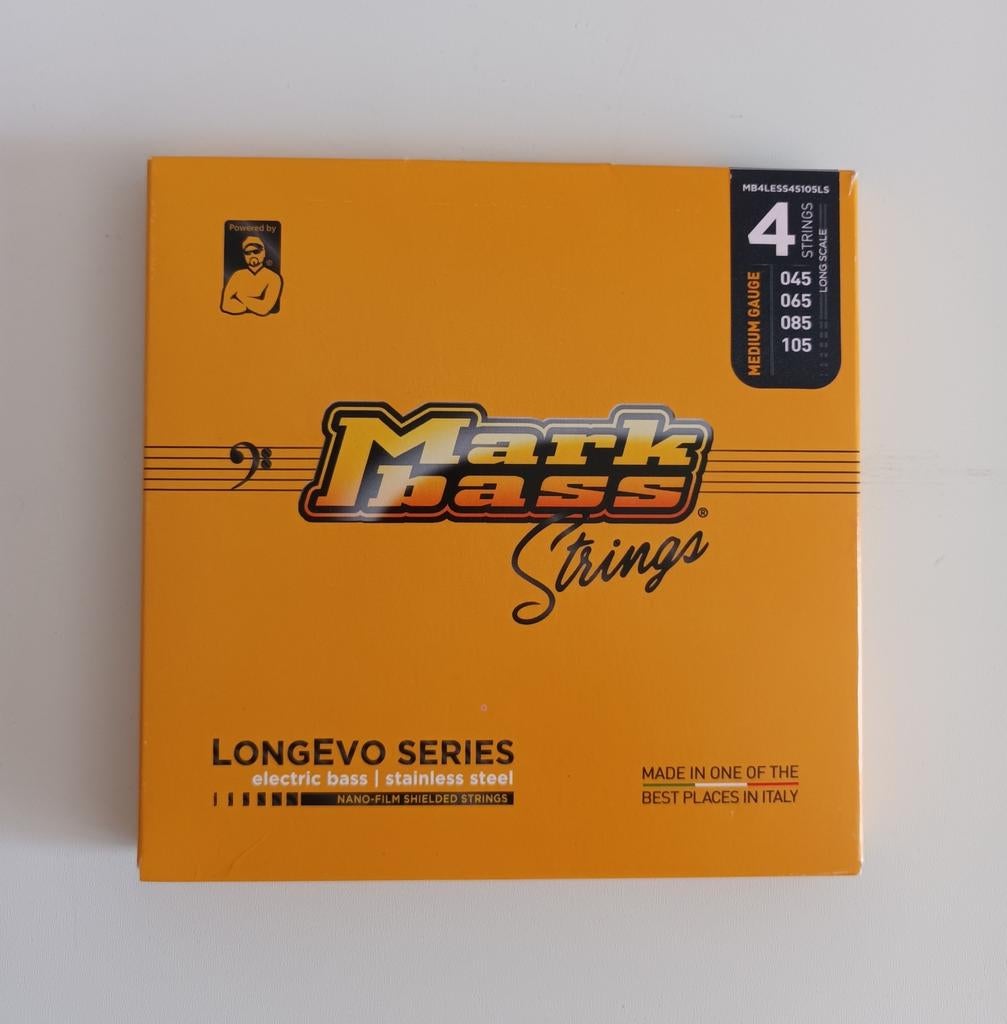 Powered by
MB4LESS45105LS
4
STRINGS
LONG SCALE
MEDIUM GAUGE
045
065
085
105
Mark
bass
®
Strings
LONGEVO SERIES
electric bass | stainless steel
NANO-FILM SHIELDED STRINGS
MADE IN ONE OF THE
BEST PLACES IN ITALY